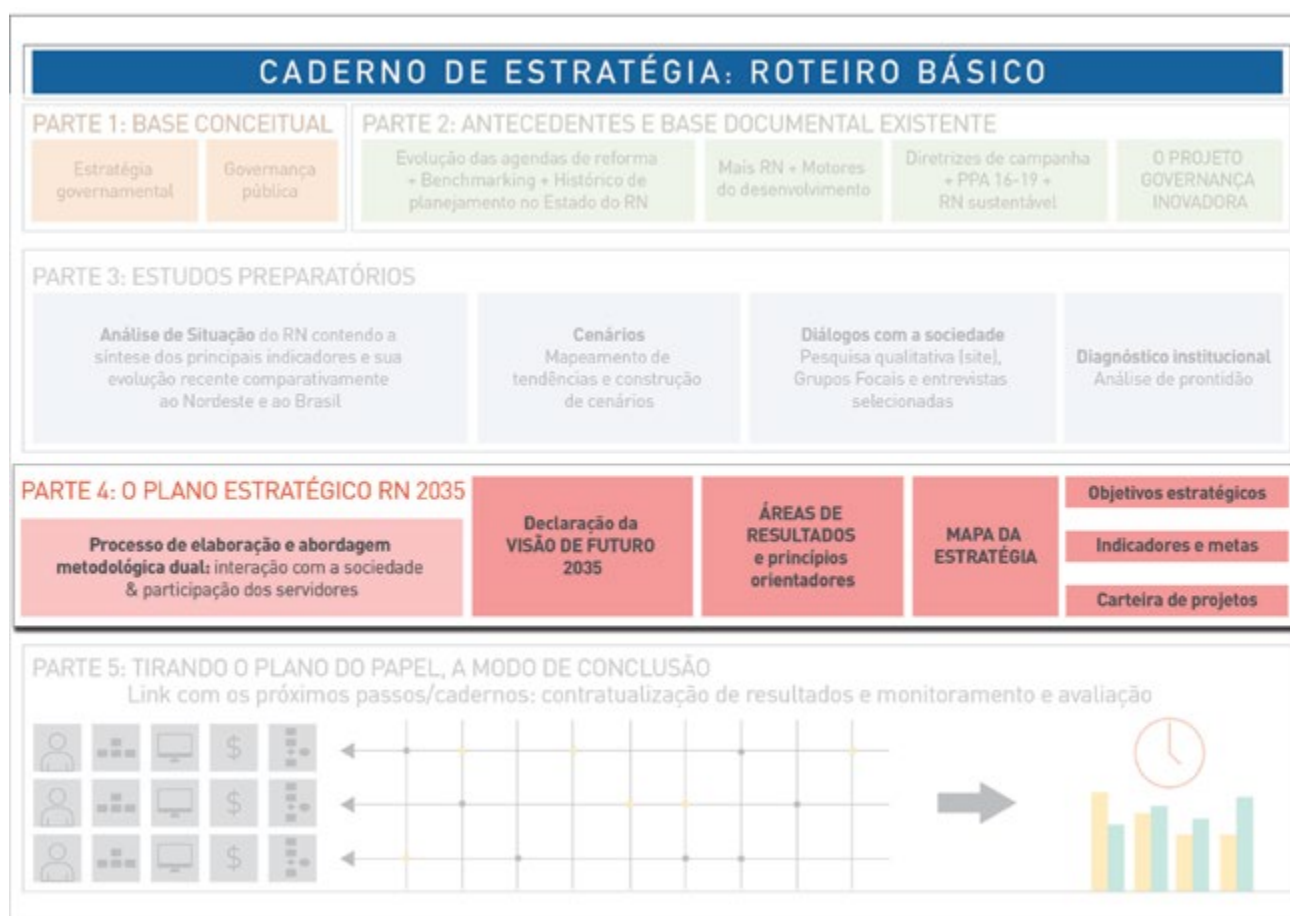 CADERNO DE ESTRATÉGIA: ROTEIRO BÁSICO
PARTE 1: BASE CONCEITUAL
Estratégia
governamental
Governança
pública
PARTE 2: ANTECEDENTES E BASE DOCUMENTAL EXISTENTE
Evolução das agendas de reforma
+ Benchmarking + Histórico de
planejamento no Estado do RN
Mais RN + Motores
do desenvolvimento
Diretrizes de campanha
+ PPA 16-19 +
RN sustentável
O PROJETO
GOVERNANÇA
INOVADORA
PARTE 3: ESTUDOS PREPARATÓRIOS
Análise de Situação do RN contendo a
síntese dos principais indicadores e sua
evolução recente comparativamente
ao Nordeste e ao Brasil
Cenários
Mapeamento de
tendências e construção
de cenários
Diálogos com a sociedade
Pesquisa qualitativa (site),
Grupos Focais e entrevistas
selecionadas
Diagnóstico institucional
Análise de prontidão
PARTE 4: O PLANO ESTRATÉGICO RN 2035
Processo de elaboração e abordagem
metodológica dual: interação com a sociedade
& participação dos servidores
Declaração da
VISÃO DE FUTURO
2035
ÁREAS DE
RESULTADOS
e princípios
orientadores
MAPA DA
ESTRATÉGIA
Objetivos estratégicos
Indicadores e metas
Carteira de projetos
PARTE 5: TIRANDO O PLANO DO PAPEL, A MODO DE CONCLUSÃO
Link com os próximos passos/cadernos: contratualização de resultados e monitoramento e avaliação
$
$
$